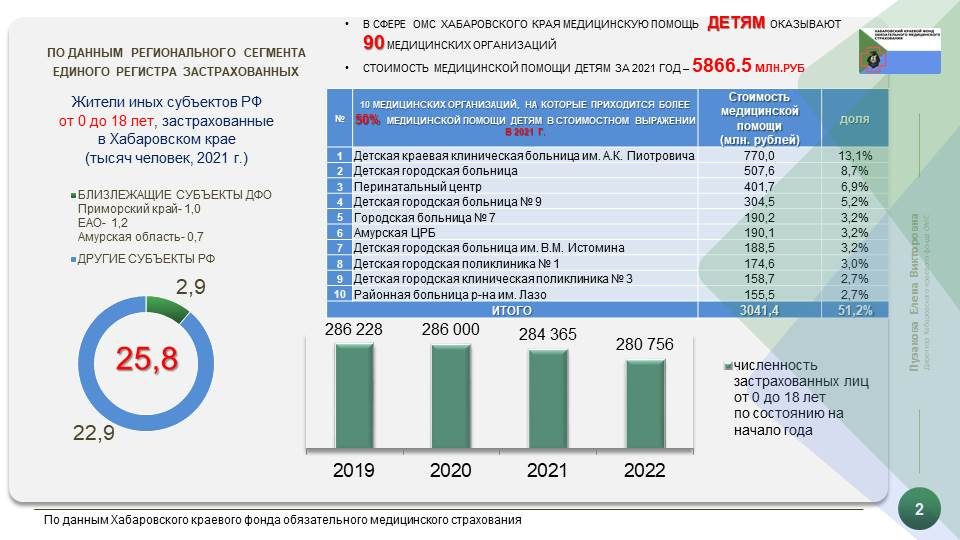 • В СФЕРЕ ОМС ХАБАРОВСКОГО КРАЯ МЕДИЦИНСКУЮ ПОМОЩЬ ДЕТЯМ ОКАЗЫВАЮТ
90 МЕДИЦИНСКИХ ОРГАНИЗАЦИЙ
• СТОИМОСТЬ МЕДИЦИНСКОЙ ПОМОЩИ ДЕТЯМ ЗА 2021 ГОД – 5866.5 МЛН.РУБ
ХАБАРОВСКИЙ КРАЕВОЙ ФОНД
ОБЯЗАТЕЛЬНОГО МЕДИЦИНСКОГО
СТРАХОВАНИЯ
ПО ДАННЫМ РЕГИОНАЛЬНОГО СЕГМЕНТА
ЕДИНОГО РЕГИСТРА ЗАСТРАХОВАННЫХ
Жители иных субъектов РФ
от 0 до 18 лет, застрахованные
в Хабаровском крае
(тысяч человек, 2021 г.)
БЛИЗЛЕЖАЩИЕ СУБЪЕКТЫ ДФО
Приморский край- 1,0
ЕАО- 1,2
Амурская область- 0,7
ДРУГИЕ СУБЪЕКТЫ РФ
2,9
25,8
22,9
№ 10 МЕДИЦИНСКИХ ОРГАНИЗАЦИЙ, НА КОТОРЫЕ ПРИХОДИТСЯ БОЛЕЕ
50% МЕДИЦИНСКОЙ ПОМОЩИ ДЕТЯМ В СТОИМОСТНОМ ВЫРАЖЕНИИ
В 2021 Г.
Стоимость
медицинской
помощи
(млн. рублей)
доля
1 Детская краевая клиническая больница им. А.К. Пиотровича 770,0 13,1%
2 Детская городская больница 507,6 8,7%
3 Перинатальный центр 401,7 6,9%
4 Детская городская больница № 9 304,5 5,2%
5 Городская больница № 7 190,2 3,2%
6 Амурская ЦРБ 190,1 3,2%
7 Детская городская больница им. В.М. Истомина 188,5 3,2%
8 Детская городская поликлиника № 1 174,6 3,0%
9 Детская городская клиническая поликлиника № 3 158,7 2,7%
10 Районная больница р-на им. Лазо 155,5 2,7%
ИТОГО 3041,4 51,2%
286 228 286 000 284 365 280 756
2019 2020 2021 2022
численность
застрахованных лиц
от 0 до 18 лет
по состоянию на
начало года
Пузакова Елена Викторовна
Директор Хабаровского краевого фонда ОМС
2
По данным Хабаровского краевого фонда обязательного медицинского страхования